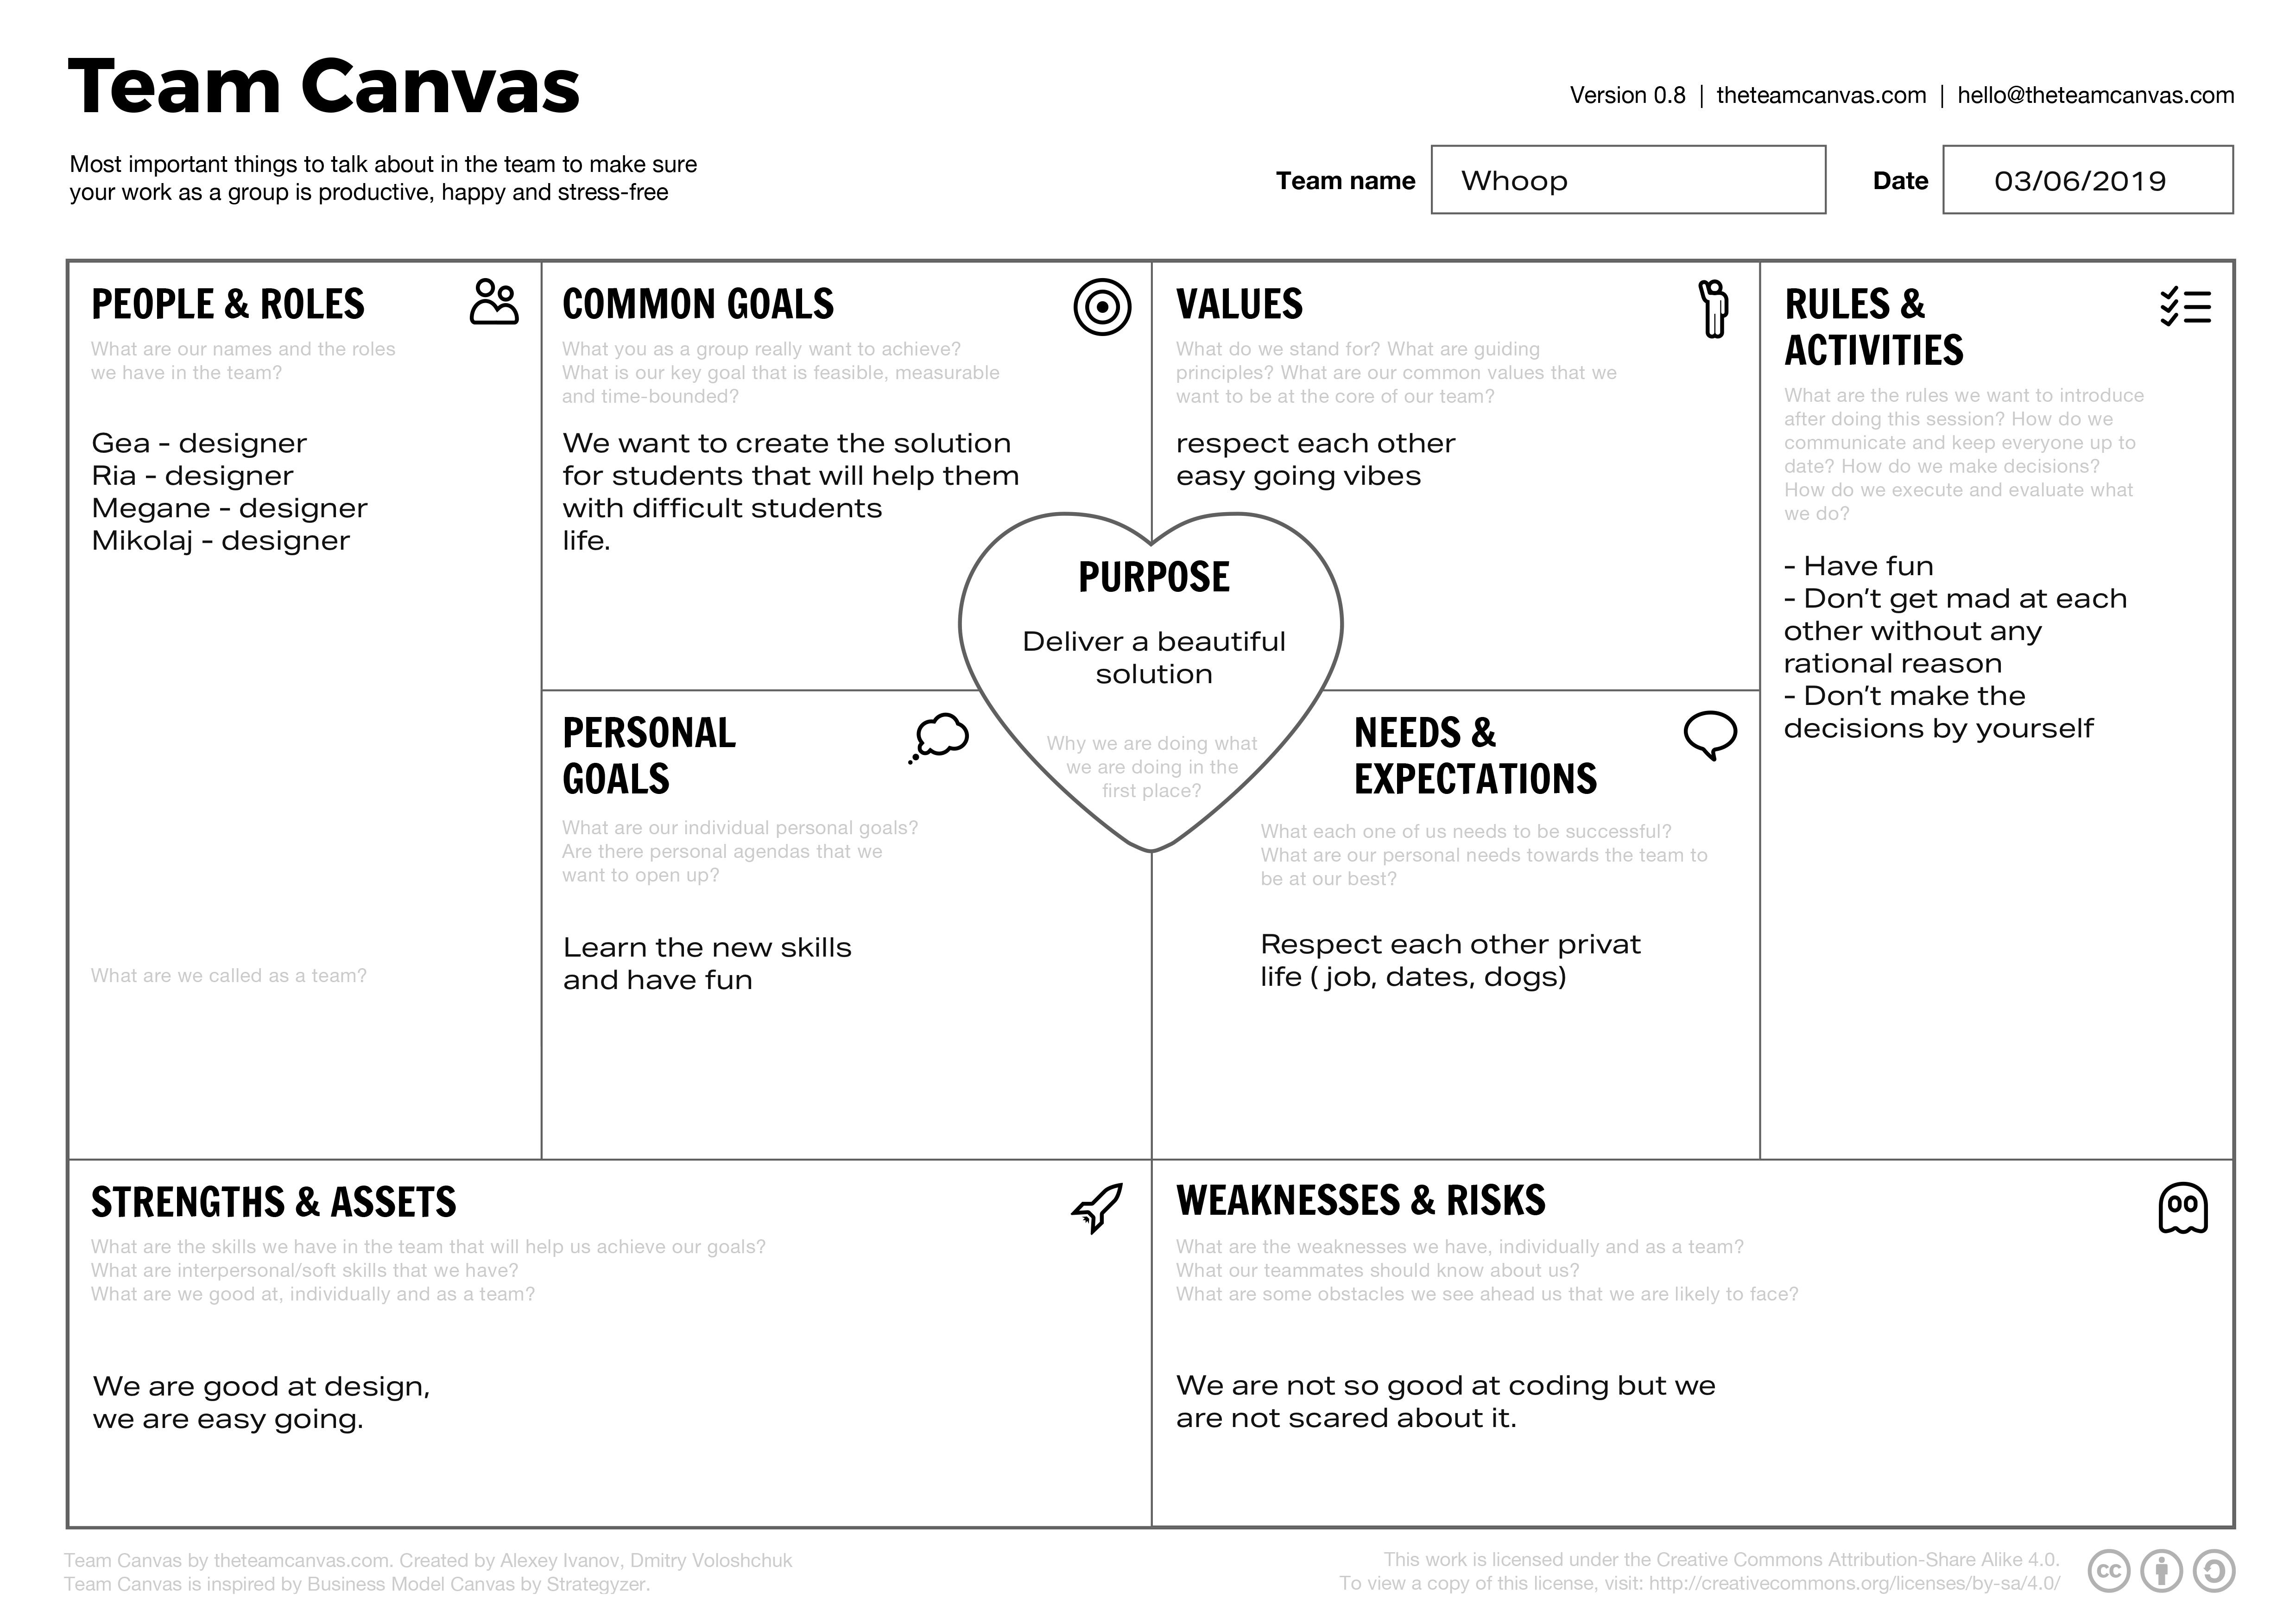 Team Canvas
Version 0.8 | theteamcanvas.com | hello@theteamcanvas.com
Most important things to talk about in the team to make sure
your work as a group is productive, happy and stress-free
Team name
Whoop
Date
03/06/2019
PEOPLE & ROLES
What are our names and the roles
we have in the team?
Gea - designer
Ria - designer
Megane - designer
Mikolaj - designer
What are we called as a team?
COMMON GOALS
What you as a group really want to achieve?
What is our key goal that is feasible, measurable
and time-bounded?
We want to create the solution
for students that will help them
with difficult students
life.
PERSONAL
GOALS
What are our individual personal goals?
Are there personal agendas that we
want to open up?
Learn the new skills
and have fun
PURPOSE
Deliver a beautiful
solution
Why we are doing what
we are doing in the
first place?
VALUES
What do we stand for? What are guiding
principles? What are our common values that we
want to be at the core of our team?
respect each other
easy going vibes
NEEDS &
EXPECTATIONS
What each one of us needs to be successful?
What are our personal needs towards the team to
be at our best?
Respect each other privat
life ( job, dates, dogs)
RULES &
ACTIVITIES
What are the rules we want to introduce
after doing this session? How do we
communicate and keep everyone up to
date? How do we make decisions?
How do we execute and evaluate what
we do?
- Have fun
- Don't get mad at each
other without any
rational reason
- Don't make the
decisions by yourself
STRENGTHS & ASSETS
What are the skills we have in the team that will help us achieve our goals?
What are interpersonal/soft skills that we have?
What are we good at, individually and as a team?
We are good at design,
we are easy going.
WEAKNESSES & RISKS
What are the weaknesses we have, individually and as a team?
What our teammates should know about us?
What are some obstacles we see ahead us that we are likely to face?
We are not so good at coding but we
are not scared about it.
Team Canvas by theteamcanvas.com. Created by Alexey Ivanov, Dmitry Voloshchuk
Team Canvas is inspired by Business Model Canvas by Strategyzer.
This work is licensed under the Creative Commons Attribution-Share Alike 4.0.
To view a copy of this license, visit: http://creativecommons.org/licenses/by-sa/4.0/
cc